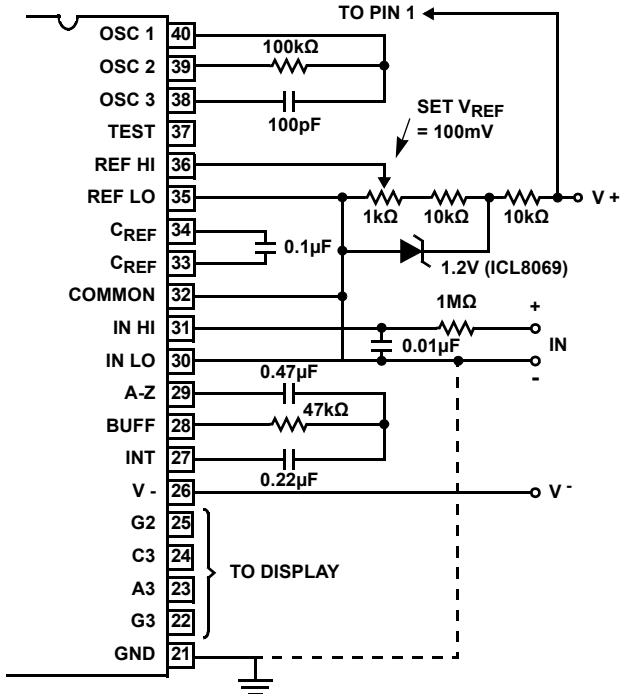 TO PIN 1
OSC 1 40
100kΩ
OSC 2 39
OSC 3 38
100pF
SET VREF
= 100mV
TEST 37
REF HI 36
REF LO 35
1kΩ 10kΩ 10kΩ
V +
CREF 34
0.1µF
CREF 33
1.2V (ICL8069)
COMMON 32
1MΩ
+
IN HI 31
0.01µF
IN
IN LO 30
-
0.47µF
A-Z 29
47kΩ
BUFF 28
INT 27
0.22µF
V - 26
V -
G2 25
C3 24
TO DISPLAY
A3 23
G3 22
GND 21